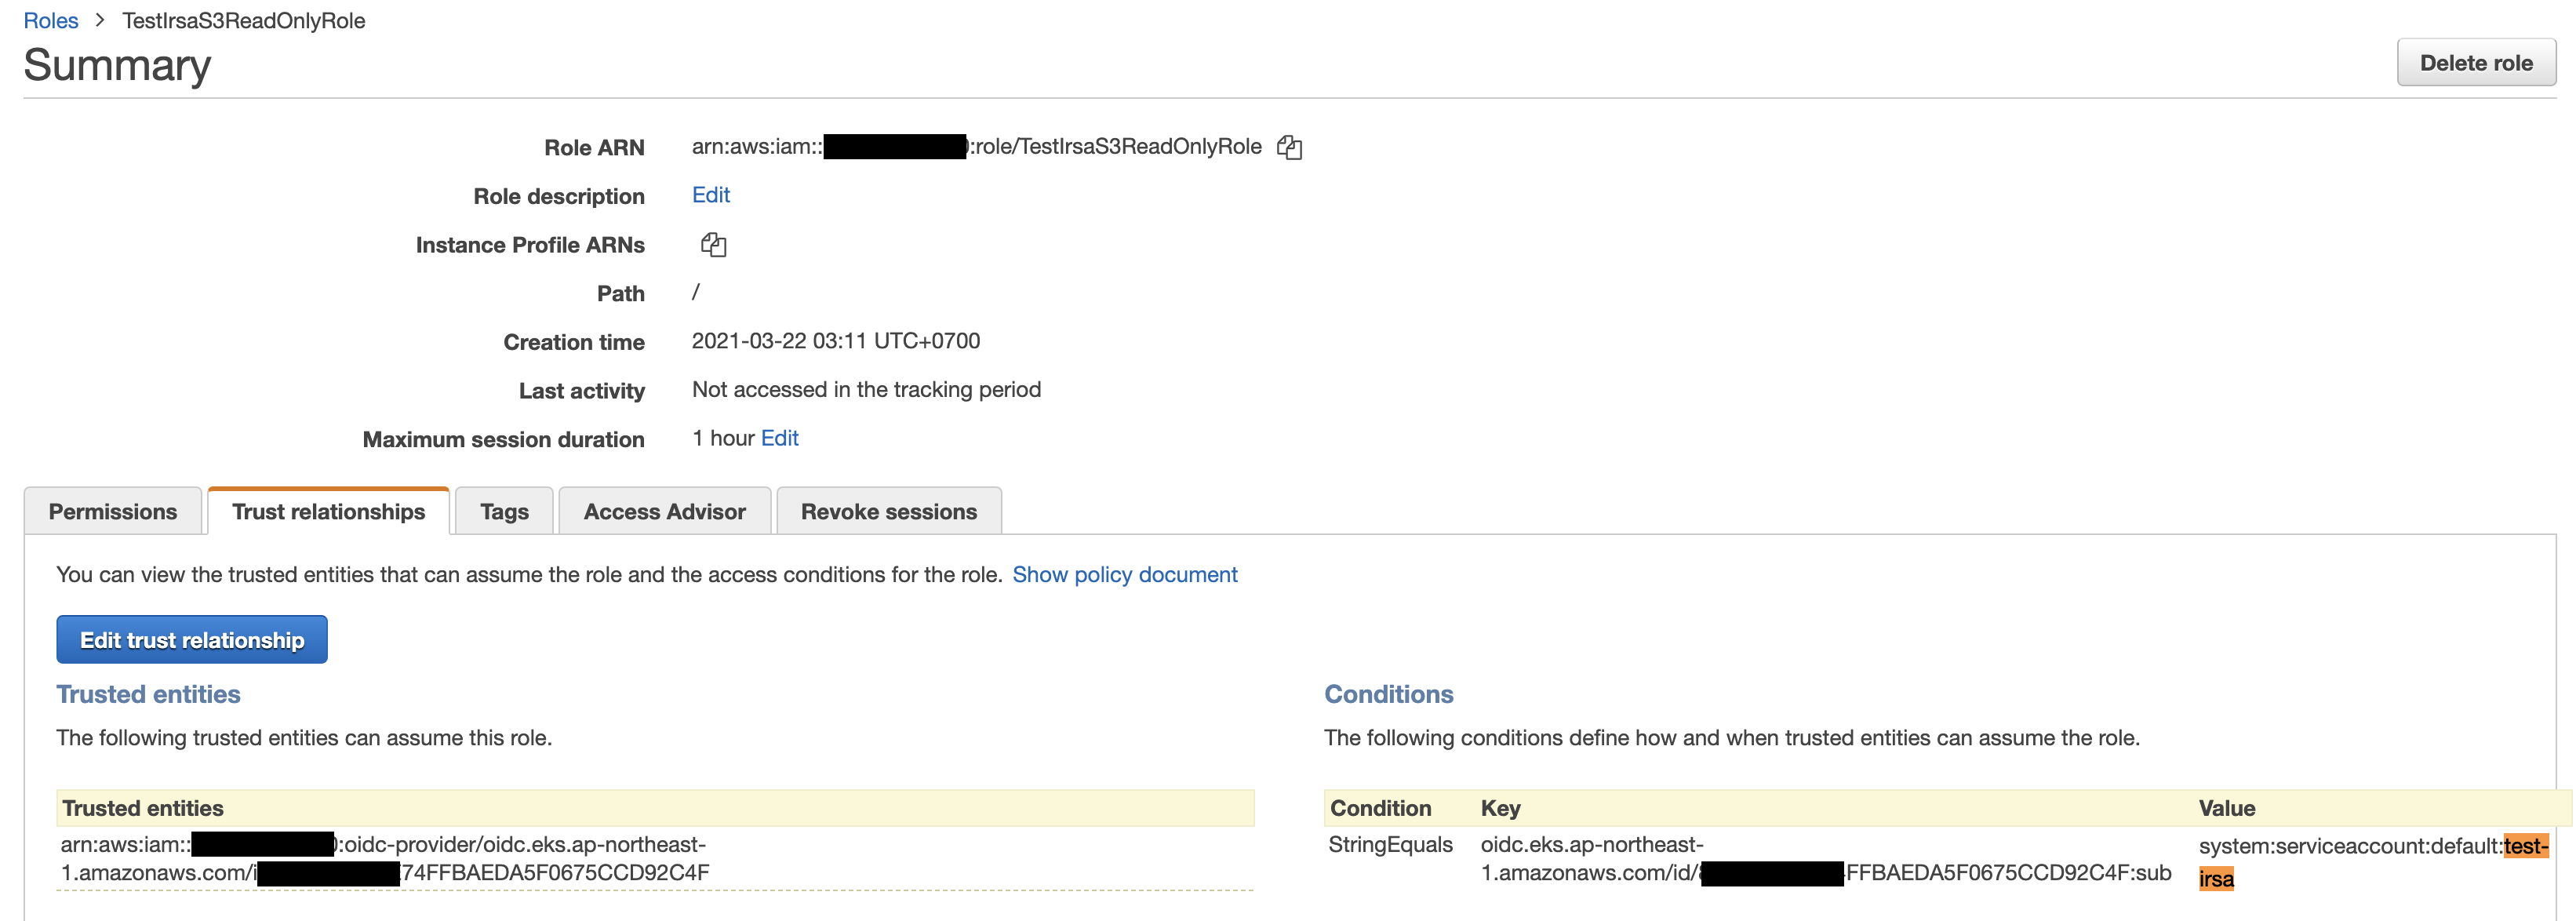 Roles > TestIrsaS3ReadOnlyRole
Summary
Delete role
Role ARN arn:aws:iam:: :role/TestIrsaS3ReadOnlyRole
Role description Edit
Instance Profile ARNs
Path /
Creation time 2021-03-22 03:11 UTC+0700
Last activity Not accessed in the tracking period
Maximum session duration 1 hour Edit
Permissions Trust relationships Tags Access Advisor Revoke sessions
You can view the trusted entities that can assume the role and the access conditions for the role. Show policy document
Edit trust relationship
Trusted entities
The following trusted entities can assume this role.
Trusted entities
arn:aws:iam:: :oidc-provider/oidc.eks.ap-northeast-
1.amazonaws.com/i 74FFBAEDA5F0675CCD92C4F
Conditions
The following conditions define how and when trusted entities can assume the role.
Condition Key Value
StringEquals oidc.eks.ap-northeast-
1.amazonaws.com/id/ FFBAEDA5F0675CCD92C4F:sub
system:serviceaccount:default:test-
irsa